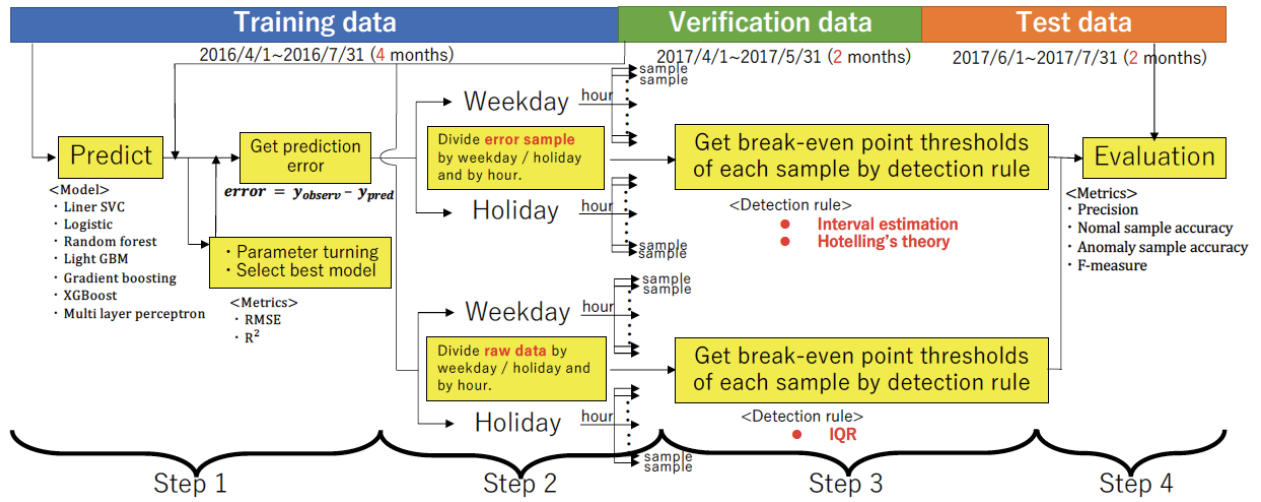 Training data
Verification data
Test data
2016/4/1~2016/7/31 (4 months)
2017/4/1~2017/5/31 (2 months)
2017/6/1~2017/7/31 (2 months)
Predict
<Model>
・Liner SVC
・Logistic
・Random forest
・Light GBM
・Gradient boosting
・XGBoost
・Multi layer perceptron
Get prediction
error
error = y_observ - y_pred
・Parameter turning
・Select best model
<Metrics>
・RMSE
・R²
Weekday
hour
sample
sample
Divide error sample
by weekday / holiday
and by hour.
Holiday
hour
sample
sample
Weekday
hour
sample
sample
Divide raw data by
weekday / holiday and
by hour.
Holiday
hour
sample
sample
Get break-even point thresholds
of each sample by detection rule
<Detection rule>
● Interval estimation
● Hotelling's theory
Get break-even point thresholds
of each sample by detection rule
<Detection rule>
● IQR
Evaluation
<Metrics>
・Precision
・Nomal sample accuracy
・Anomaly sample accuracy
・F-measure
Step 1
Step 2
Step 3
Step 4